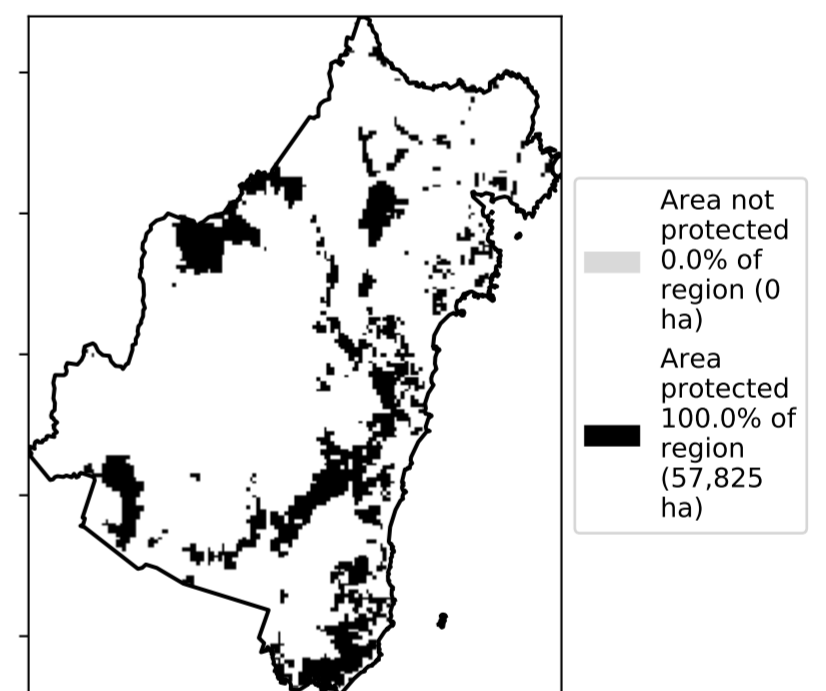 Area not
protected
0.0% of
region (0
ha)
Area
protected
100.0% of
region
(57,825
ha)